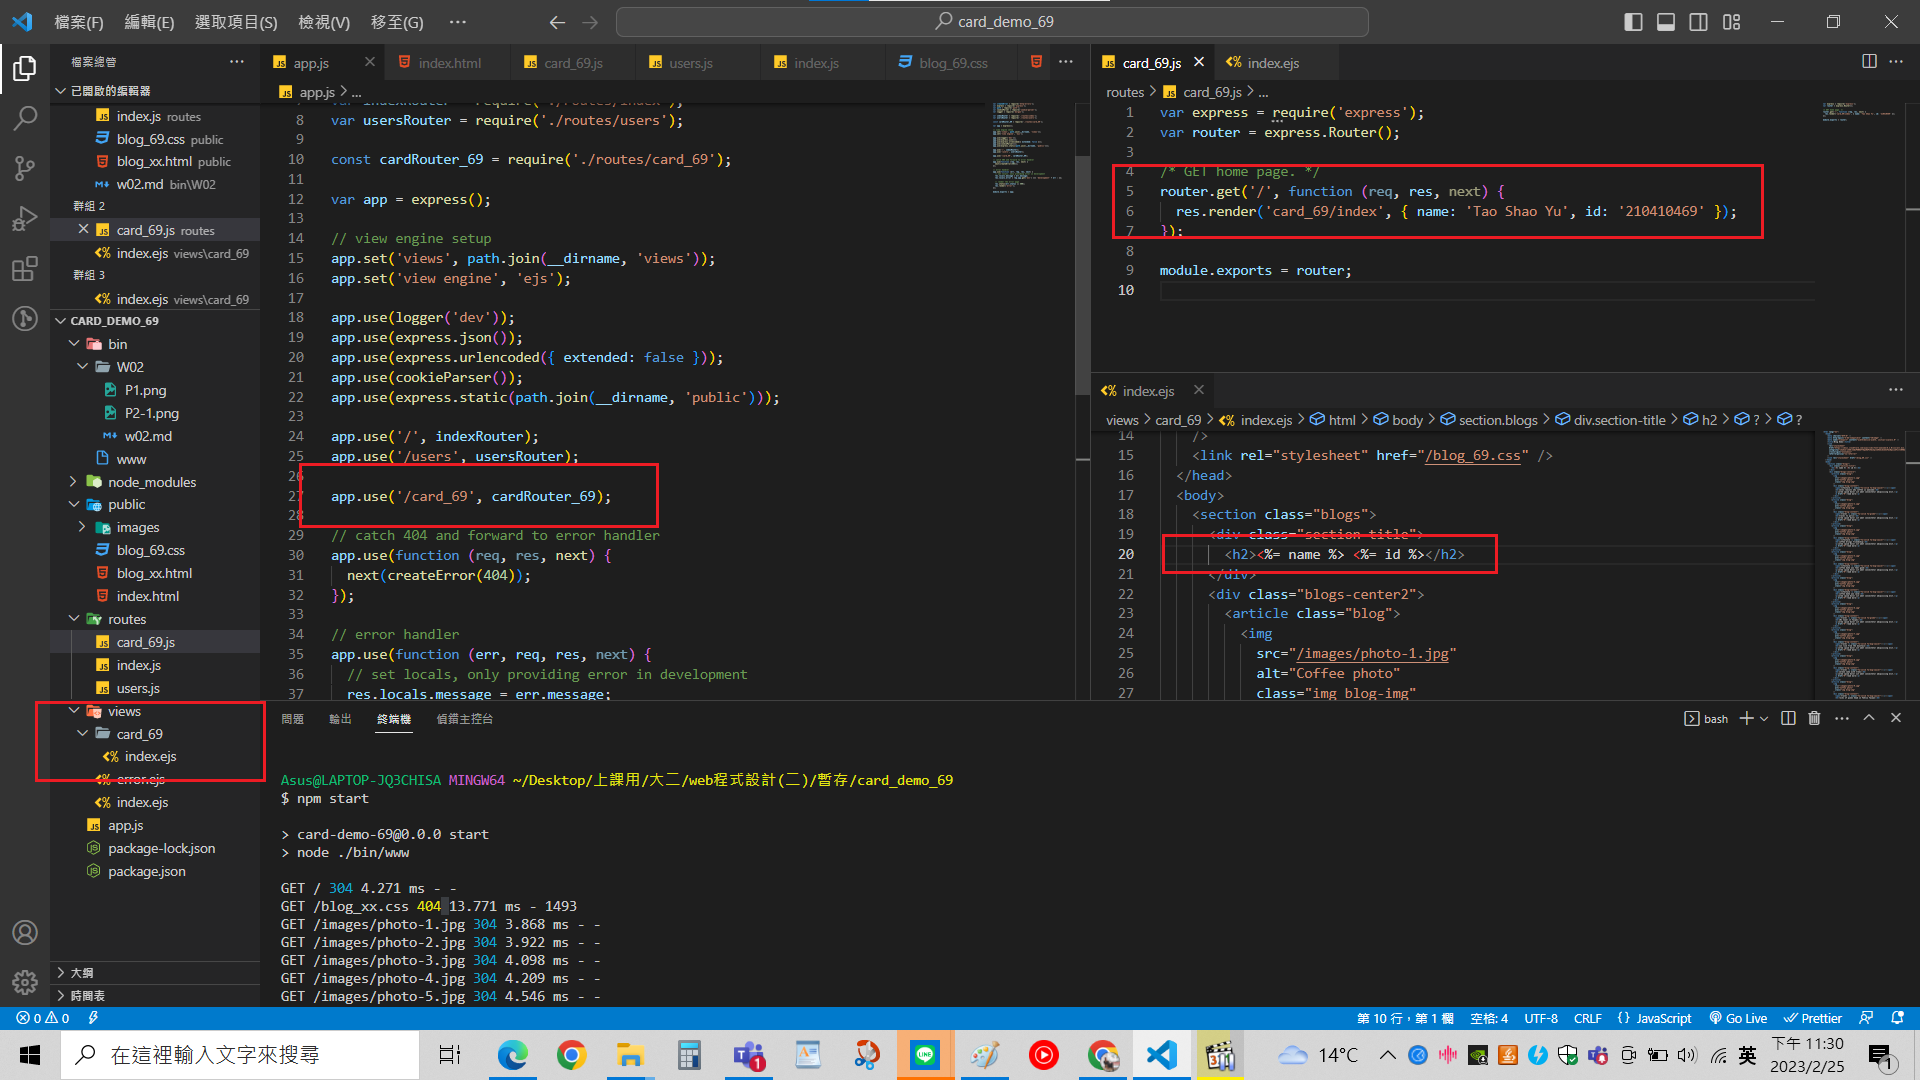 檔案(F) 編輯(E) 選取項目(S) 檢視(V) 移至(G) ···
card_demo_69
檔案總管
已開啟的編輯器
index.js routes
blog_69.css public
blog_xx.html public
w02.md bin\W02
群組 2
card_69.js routes
index.ejs views\card_69
群組 3
index.ejs views\card_69
CARD_DEMO_69
bin
W02
P1.png
P2-1.png
w02.md
www
node_modules
public
images
blog_69.css
blog_xx.html
index.html
routes
card_69.js
index.js
users.js
views
card_69
index.ejs
error.ejs
index.ejs
app.js
package-lock.json
package.json
大綱
時間表
app.js index.html card_69.js users.js index.js blog_69.css
app.js > ...
var indexRouter = require('./routes/index');
8 var usersRouter = require('./routes/users');
9
10 const cardRouter_69 = require('./routes/card_69');
11
12 var app = express();
13
14 // view engine setup
15 app.set('views', path.join(__dirname, 'views'));
16 app.set('view engine', 'ejs');
17
18 app.use(logger('dev'));
19 app.use(express.json());
20 app.use(express.urlencoded({ extended: false }));
21 app.use(cookieParser());
22 app.use(express.static(path.join(__dirname, 'public')));
23
24 app.use('/', indexRouter);
25 app.use('/users', usersRouter);
26
27 app.use('/card_69', cardRouter_69);
28
29 // catch 404 and forward to error handler
30 app.use(function (req, res, next) {
31 next(createError(404));
32 });
33
34 // error handler
35 app.use(function (err, req, res, next) {
36 // set locals, only providing error in development
37 res.locals.message = err.message;
card_69.js index.ejs
routes > card_69.js > ...
1 var express = require('express');
2 var router = express.Router();
3
4 /* GET home page. */
5 router.get('/', function (req, res, next) {
6 res.render('card_69/index', { name: 'Tao Shao Yu', id: '210410469' });
7 });
8
9 module.exports = router;
10
index.ejs
views > card_69 > index.ejs > html > body > section.blogs > div.section-title > h2 > ? > ?
14 />
15 <link rel="stylesheet" href="/blog_69.css" />
16 </head>
17 <body>
18 <section class="blogs">
19 <div class="section-title">
20 <h2><%= name %> <%= id %></h2>
21 </div>
22 <div class="blogs-center2">
23 <article class="blog">
24 <img
25 src="/images/photo-1.jpg"
26 alt="Coffee photo"
27 class="img blog-img"
問題 輸出 終端機 偵錯主控台
bash
Asus@LAPTOP-JQ3CHISA MINGW64 ~/Desktop/上課用/大二/web程式設計(二)/暫存/card_demo_69
$ npm start
> card-demo-69@0.0.0 start
> node ./bin/www
GET / 304 4.271 ms - -
GET /blog_xx.css 404 13.771 ms - 1493
GET /images/photo-1.jpg 304 3.868 ms - -
GET /images/photo-2.jpg 304 3.922 ms - -
GET /images/photo-3.jpg 304 4.098 ms - -
GET /images/photo-4.jpg 304 4.209 ms - -
GET /images/photo-5.jpg 304 4.546 ms - -
0 0
第 10 行，第 1 欄 空格: 4 UTF-8 CRLF {} JavaScript Go Live Prettier
在這裡輸入文字來搜尋
14°C 英
下午 11:30
2023/2/25
1